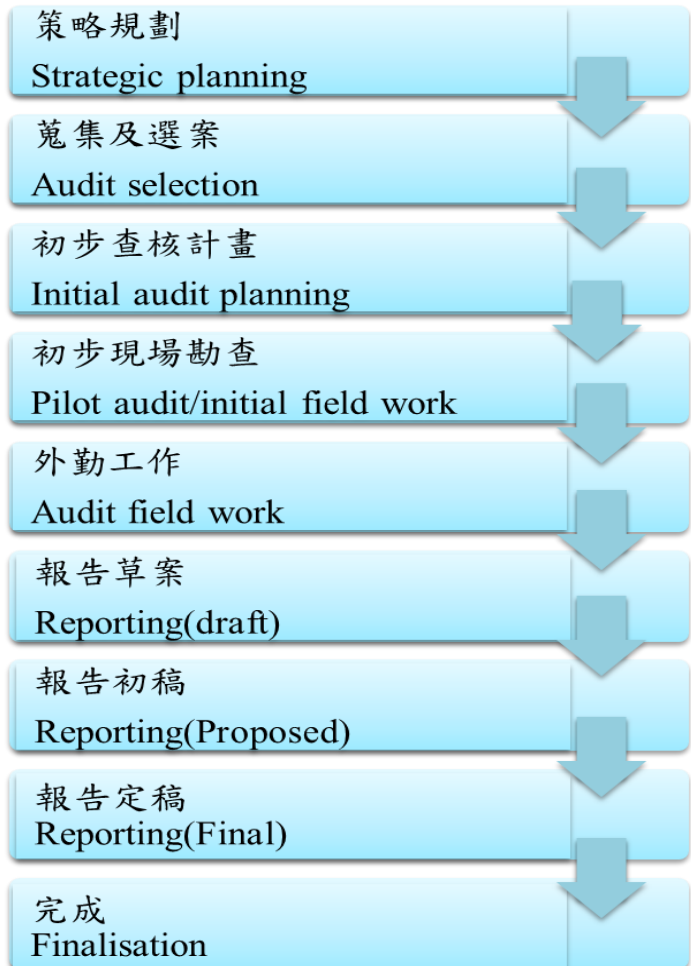 策略規劃
Strategic planning
蒐集及選案
Audit selection
初步查核計畫
Initial audit planning
初步現場勘查
Pilot audit/initial field work
外勤工作
Audit field work
報告草案
Reporting(draft)
報告初稿
Reporting(Proposed)
報告定稿
Reporting(Final)
完成
Finalisation